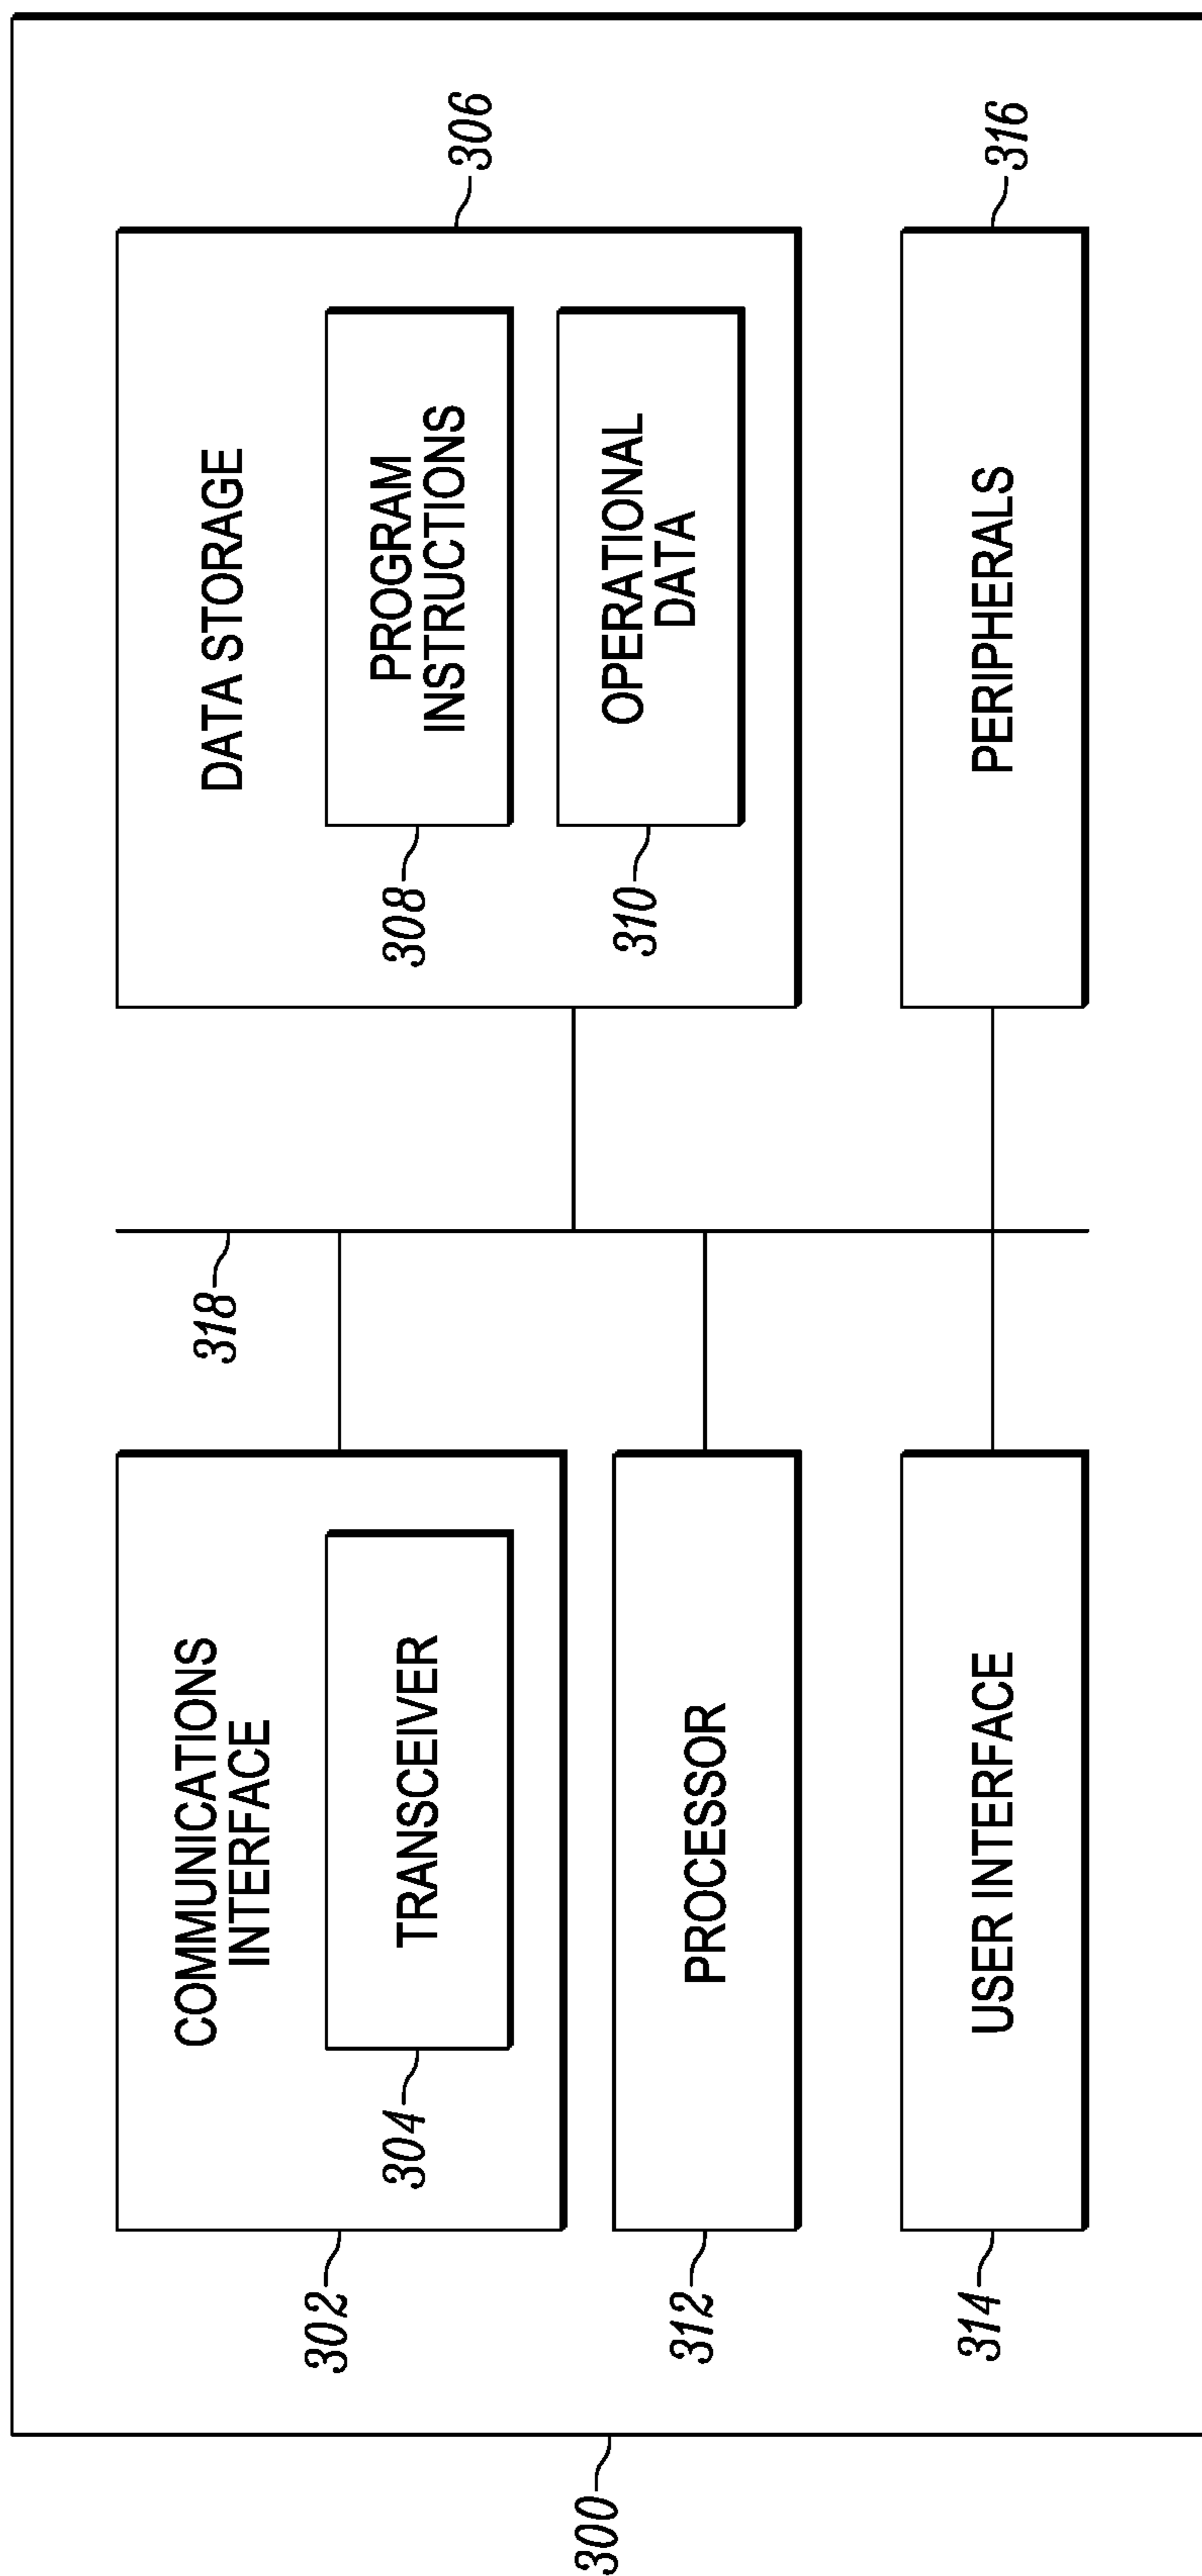 300
302
COMMUNICATIONS
INTERFACE
304
TRANSCEIVER
312
PROCESSOR
314
USER INTERFACE
318
306
DATA STORAGE
308
PROGRAM
INSTRUCTIONS
310
OPERATIONAL
DATA
316
PERIPHERALS